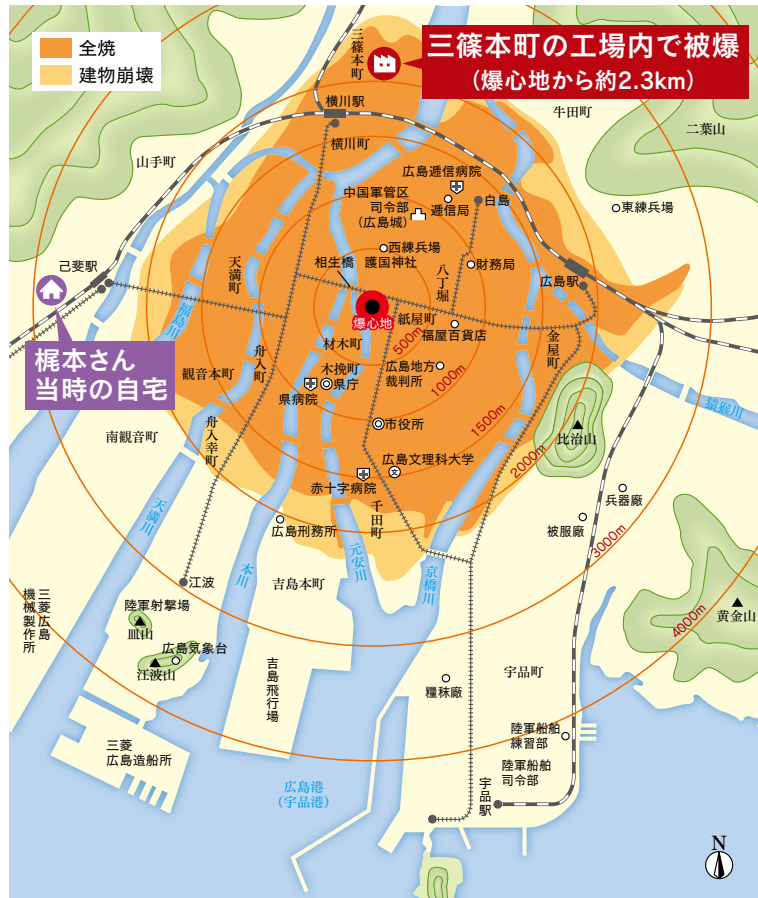 全焼
建物崩壊
三篠本町の工場内で被爆
（爆心地から約2.3km）
三篠本町
横川駅
横川町
牛田町
二葉山
山手町
広島逓信病院
中国軍管区
司令部
（広島城）
逓信局
白島
東練兵場
西練兵場
護国神社
相生橋
八丁堀
財務局
広島駅
己斐駅
天満町
福島川
爆心地
紙屋町
福屋百貨店
金屋町
梶本さん
当時の自宅
材木町
舟入町
500m
木挽町
県庁
県病院
広島地方
裁判所
1000m
観音本町
猿猴川
1500m
市役所
比治山
南観音町
舟入幸町
2000m
広島文理科大学
赤十字病院
千田町
兵器廠
被服廠
天満川
広島刑務所
元安川
3000m
京橋川
本川
江波
吉島本町
三菱広島
機械製作所
陸軍射撃場
皿山
4000m
黄金山
広島気象台
江波山
吉島飛行場
糧秣廠
宇品町
三菱
広島造船所
陸軍船舶
練習部
陸軍船舶
司令部
広島港
（宇品港）
宇品駅
N